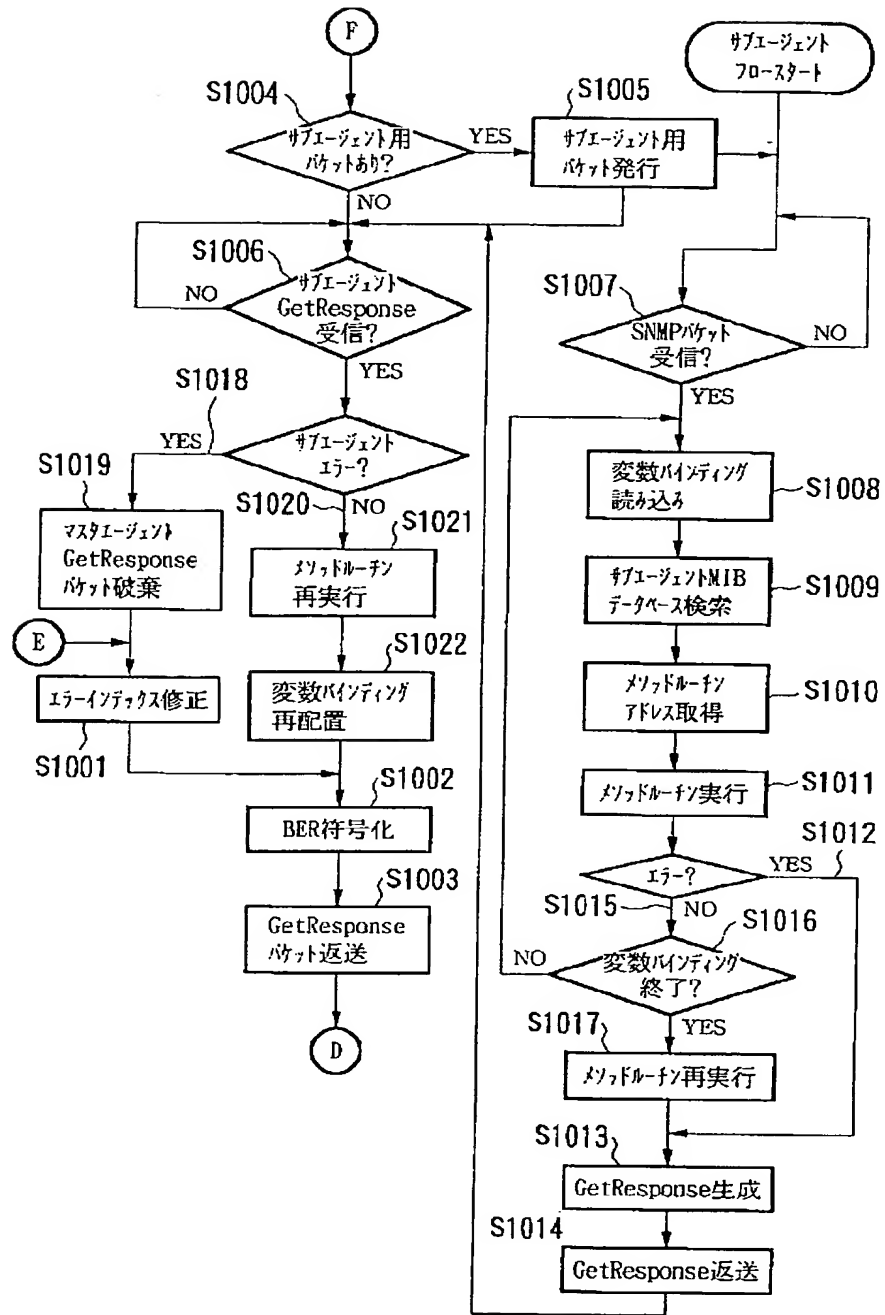 F
S1004
サブエージェント用
パケットあり?
YES
NO
S1005
サブエージェント用
パケット発行
サブエージェント
フロースタート
S1006
サブエージェント
GetResponse
受信?
NO
YES
S1007
SNMPパケット
受信?
NO
YES
S1018
YES
サブエージェント
エラー?
S1020
NO
S1019
マスタエージェント
GetResponse
パケット破棄
E
エラーインデックス修正
S1001
S1021
メソッドルーチン
再実行
S1022
変数バインディング
再配置
S1002
BER符号化
S1003
GetResponse
パケット返送
D
変数バインディング
読み込み
S1008
サブエージェントMIB
データベース検索
S1009
メソッドルーチン
アドレス取得
S1010
メソッドルーチン実行
S1011
S1012
エラー?
YES
S1015
NO
S1016
変数バインディング
終了?
NO
YES
S1017
メソッドルーチン再実行
S1013
GetResponse生成
S1014
GetResponse返送